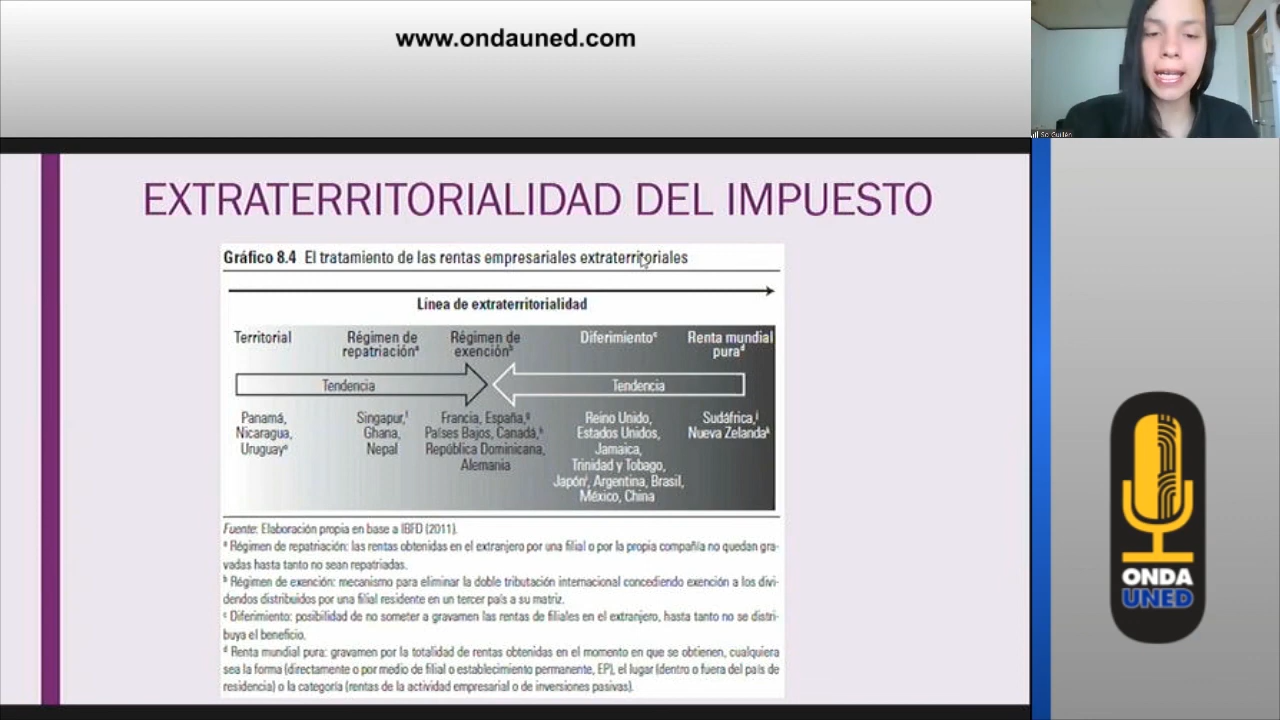 www.ondauned.com
So Guillén
EXTRATERRITORIALIDAD DEL IMPUESTO
Gráfico 8.4 El tratamiento de las rentas empresariales extraterritoriales
Línea de extraterritorialidad
Territorial
Régimen de
repatriaciónᵃ
Régimen de
exenciónᵇ
Diferimientoᶜ
Renta mundial
puraᵈ
Tendencia
Tendencia
Panamá,
Nicaragua,
Uruguayᵉ
Singapur,ᶠ
Ghana,
Nepal
Francia, España,ᵍ
Países Bajos, Canadá,ʰ
República Dominicana,
Alemania
Reino Unido,
Estados Unidos,
Jamaica,
Trinidad y Tobago,
Japónⁱ, Argentina, Brasil,
México, China
Sudáfrica,ʲ
Nueva Zelandaᵏ
Fuente: Elaboración propia en base a IBFD (2011).
ᵃ Régimen de repatriación: las rentas obtenidas en el extranjero por una filial o por la propia compañía no quedan gra-
vadas hasta tanto no sean repatriadas.
ᵇ Régimen de exención: mecanismo para eliminar la doble tributación internacional concediendo exención a los divi-
dendos distribuidos por una filial residente en un tercer país a su matriz.
ᶜ Diferimiento: posibilidad de no someter a gravamen las rentas de filiales en el extranjero, hasta tanto no se distri-
buya el beneficio.
ᵈ Renta mundial pura: gravamen por la totalidad de rentas obtenidas en el momento en que se obtienen, cualquiera
sea la forma (directamente o por medio de filial o establecimiento permanente, EP), el lugar (dentro o fuera del país de
residencia) o la categoría (rentas de la actividad empresarial o de inversiones pasivas).
ONDA
UNED